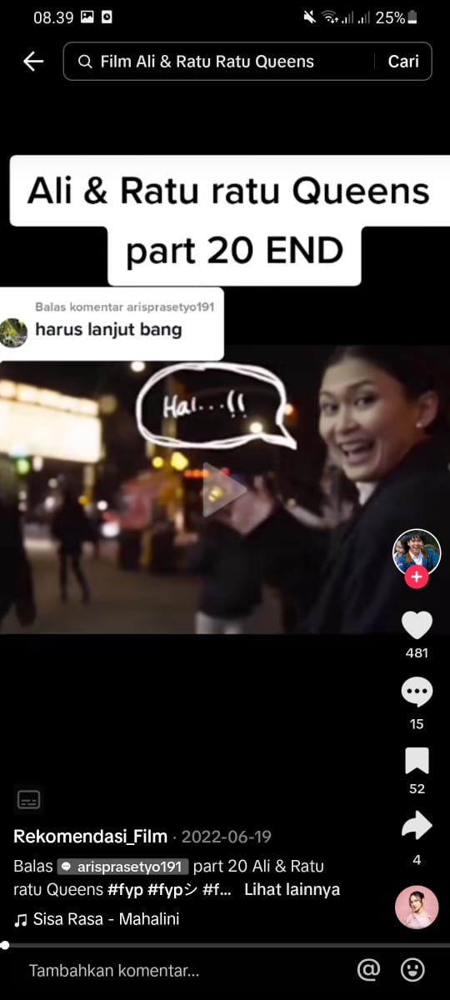 08.39
25%
Film Ali & Ratu Ratu Queens
Cari
Ali & Ratu ratu Queens
part 20 END
Balas komentar arisprasetyo191
harus lanjut bang
Hai...!!
481
15
52
4
Rekomendasi_Film · 2022-06-19
Balas arisprasetyo191 part 20 Ali & Ratu
ratu Queens #fyp #fypシ #f... Lihat lainnya
Sisa Rasa - Mahalini
Tambahkan komentar...